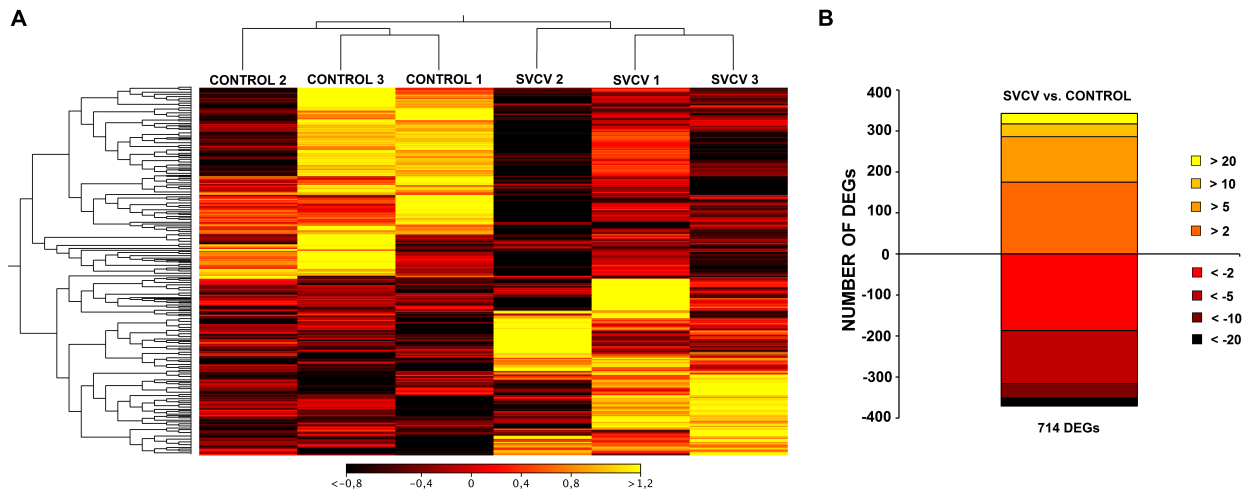 A
CONTROL 2 CONTROL 3 CONTROL 1 SVCV 2 SVCV 1 SVCV 3
<-0,8 -0,4 0 0,4 0,8 >1,2
B
NUMBER OF DEGs
400
300
200
100
0
-100
-200
-300
-400
SVCV vs. CONTROL
714 DEGs
> 20
> 10
> 5
> 2
< -2
< -5
< -10
< -20